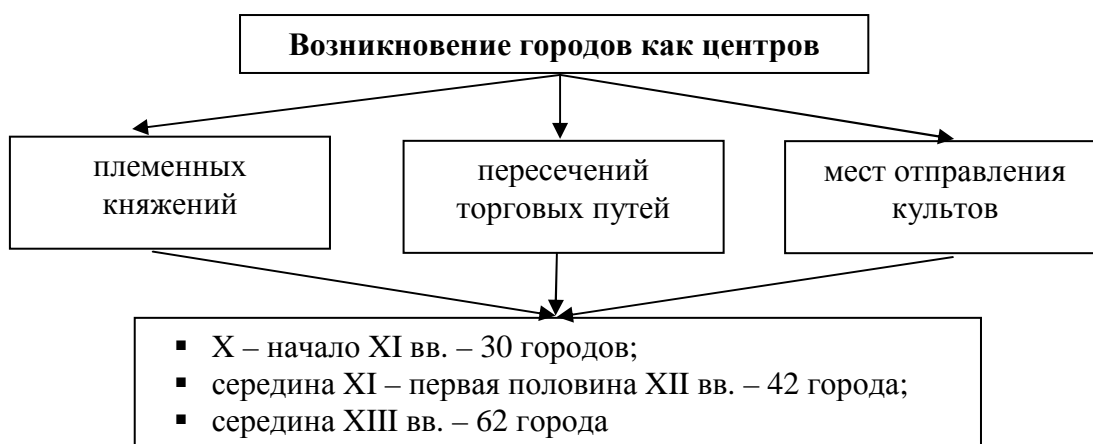 Возникновение городов как центров
племенных
княжений
пересечений
торговых путей
мест отправления
культов
▪ X – начало XI вв. – 30 городов;
▪ середина XI – первая половина XII вв. – 42 города;
▪ середина XIII вв. – 62 города